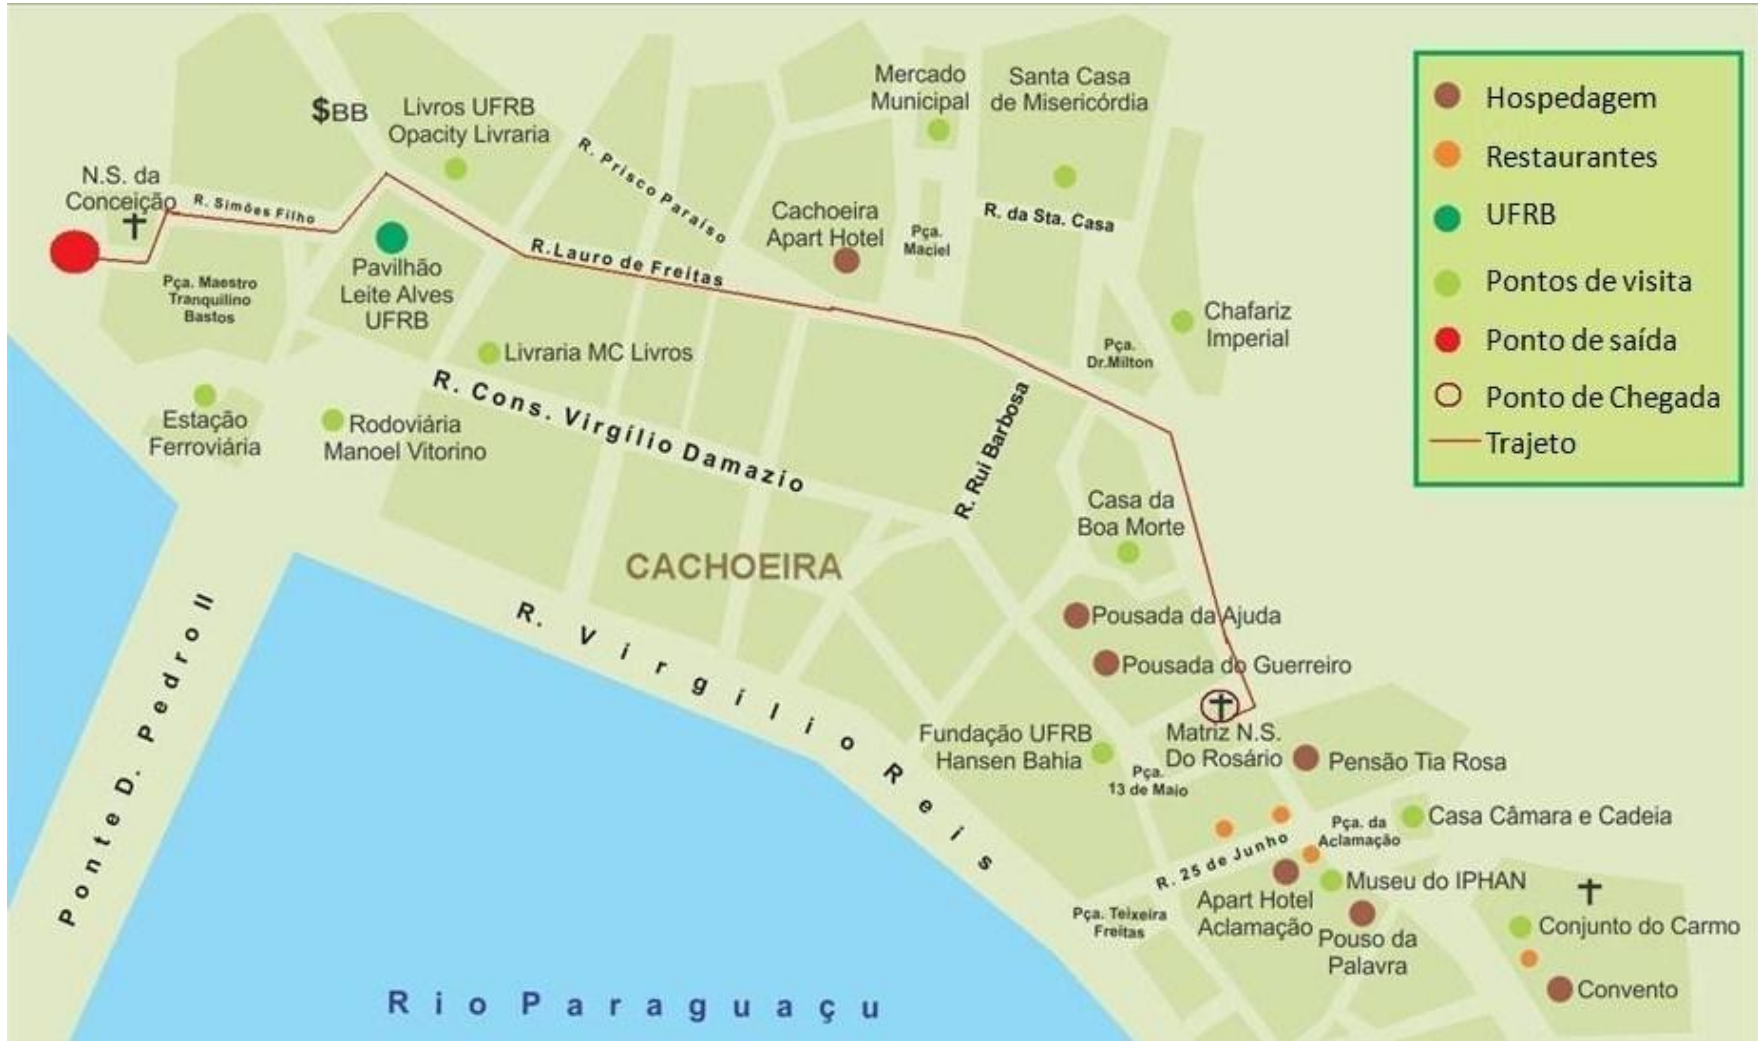 Mercado
Municipal
Santa Casa
de Misericórdia
Livros UFRB
Opacity Livraria
$BB
N.S. da
Conceição
R. Simões Filho
R. Prisco Paraíso
Cachoeira
Apart Hotel
Pça.
Maciel
R. da Sta. Casa
R.Lauro de Freitas
Pça. Maestro
Tranquilino
Bastos
Pavilhão
Leite Alves
UFRB
Chafariz
Imperial
Pça.
Dr.Milton
Livraria MC Livros
R. Cons. Virgílio Damazio
R. Rui Barbosa
Estação
Ferroviária
Rodoviária
Manoel Vitorino
Casa da
Boa Morte
CACHOEIRA
Pousada da Ajuda
Pousada do Guerreiro
R. Virgílio Reis
Ponte D. Pedro II
Fundação UFRB
Hansen Bahia
Matriz N.S.
Do Rosário
Pensão Tia Rosa
Pça.
13 de Maio
Casa Câmara e Cadeia
Pça. da
Aclamação
R. 25 de Junho
Museu do IPHAN
Apart Hotel
Aclamação
Pça. Teixeira
Freitas
Pouso da
Palavra
Conjunto do Carmo
Convento
Rio Paraguaçu
Hospedagem
Restaurantes
UFRB
Pontos de visita
Ponto de saída
Ponto de Chegada
Trajeto